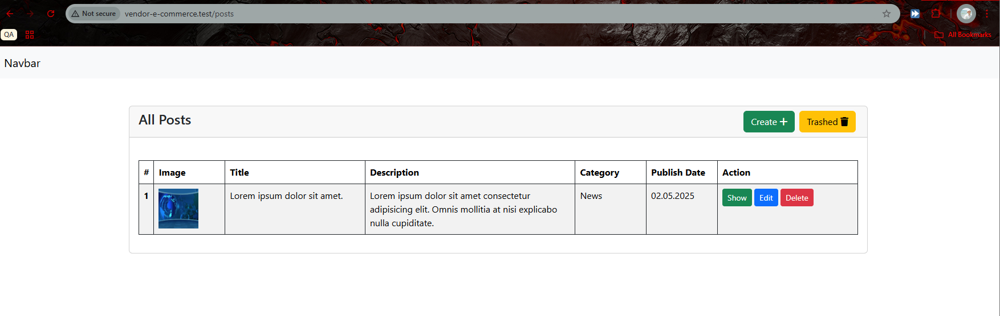 Not secure
vendor-e-commerce.test/posts
QA
All Bookmarks
Navbar
All Posts
Create
Trashed
# Image Title Description Category Publish Date Action
1 Lorem ipsum dolor sit amet. Lorem ipsum dolor sit amet consectetur News 02.05.2025 Show Edit Delete
adipisicing elit. Omnis mollitia at nisi explicabo
nulla cupiditate.